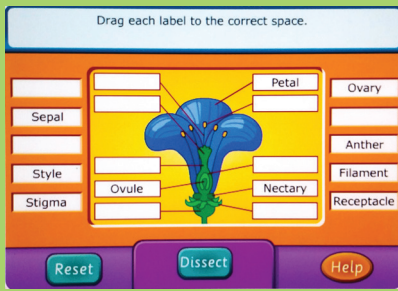 Drag each label to the correct space.
Petal
Ovary
Sepal
Anther
Style
Filament
Ovule
Nectary
Stigma
Receptacle
Reset
Dissect
Help